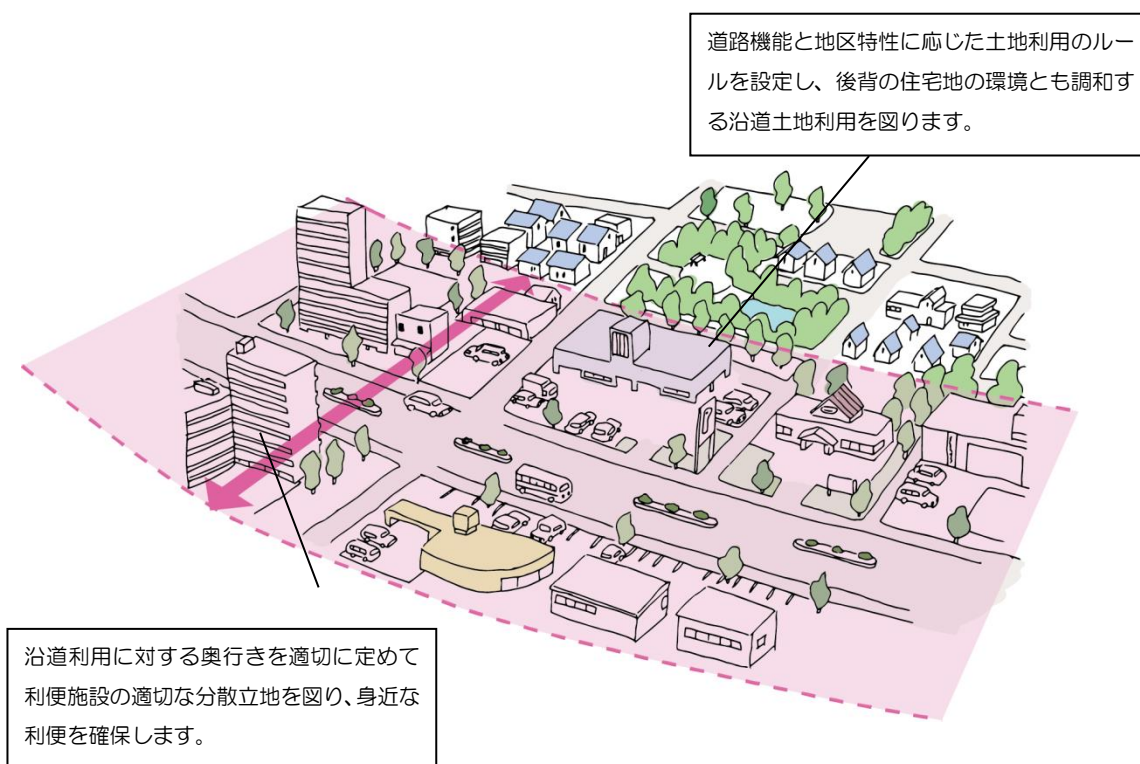 道路機能と地区特性に応じた土地利用のルー
ルを設定し、後背の住宅地の環境とも調和す
る沿道土地利用を図ります。
沿道利用に対する奥行きを適切に定めて
利便施設の適切な分散立地を図り、身近な
利便を確保します。